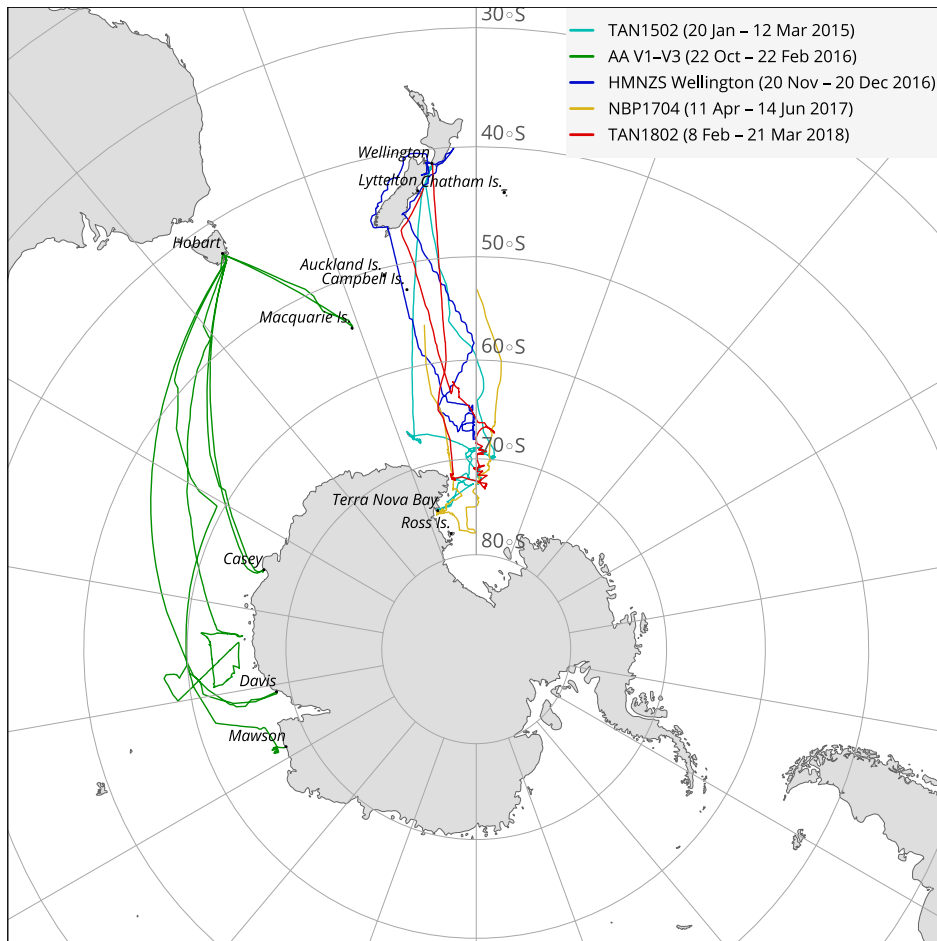 30○S
TAN1502 (20 Jan – 12 Mar 2015)
AA V1–V3 (22 Oct – 22 Feb 2016)
HMNZS Wellington (20 Nov – 20 Dec 2016)
NBP1704 (11 Apr – 14 Jun 2017)
TAN1802 (8 Feb – 21 Mar 2018)
40○S
Wellington
Lyttelton
Chatham Is.
Hobart
50○S
Auckland Is.
Campbell Is.
Macquarie Is.
60○S
70○S
Terra Nova Bay
Ross Is.
80○S
Casey
Davis
Mawson